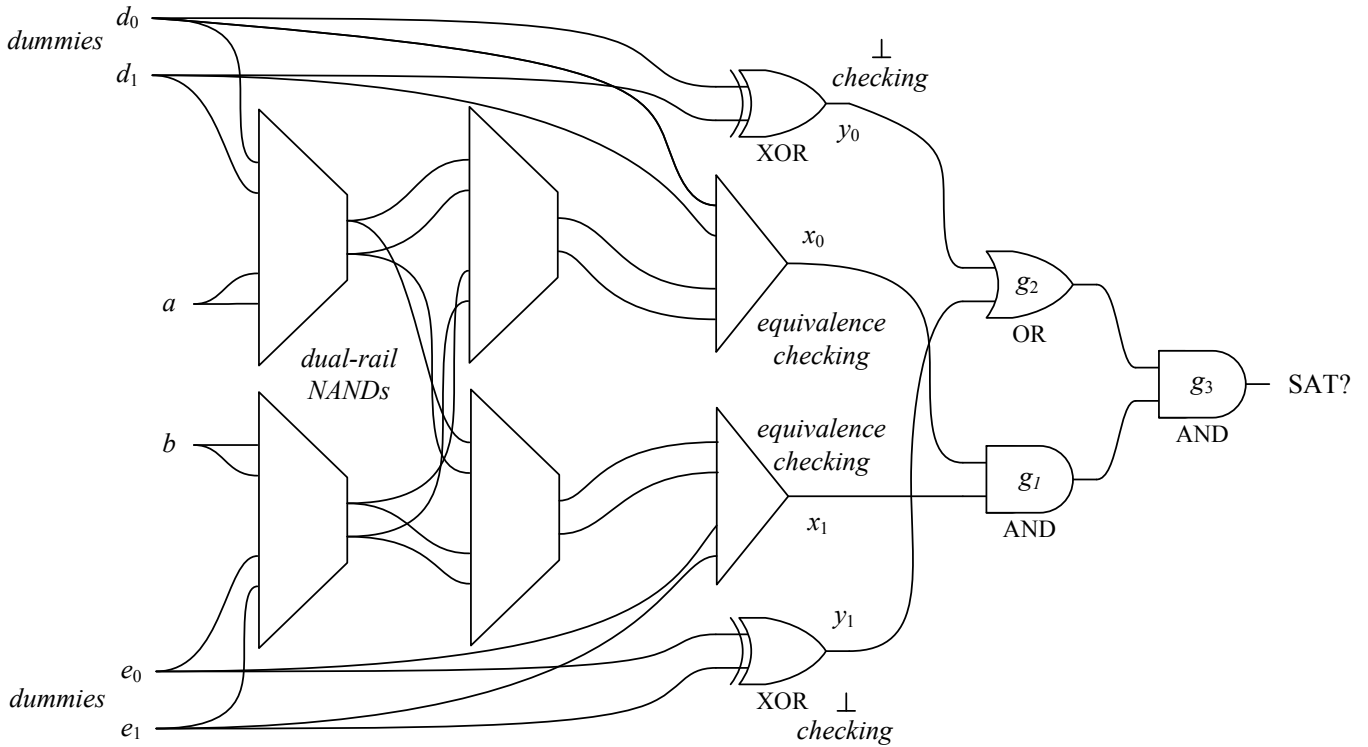 d₀
dummies
d₁
⊥
checking
y₀
XOR
x₀
g₂
OR
a
equivalence
checking
dual-rail
NANDs
g₃
SAT?
AND
b
equivalence
checking
g₁
AND
x₁
y₁
e₀
dummies
XOR
⊥
checking
e₁